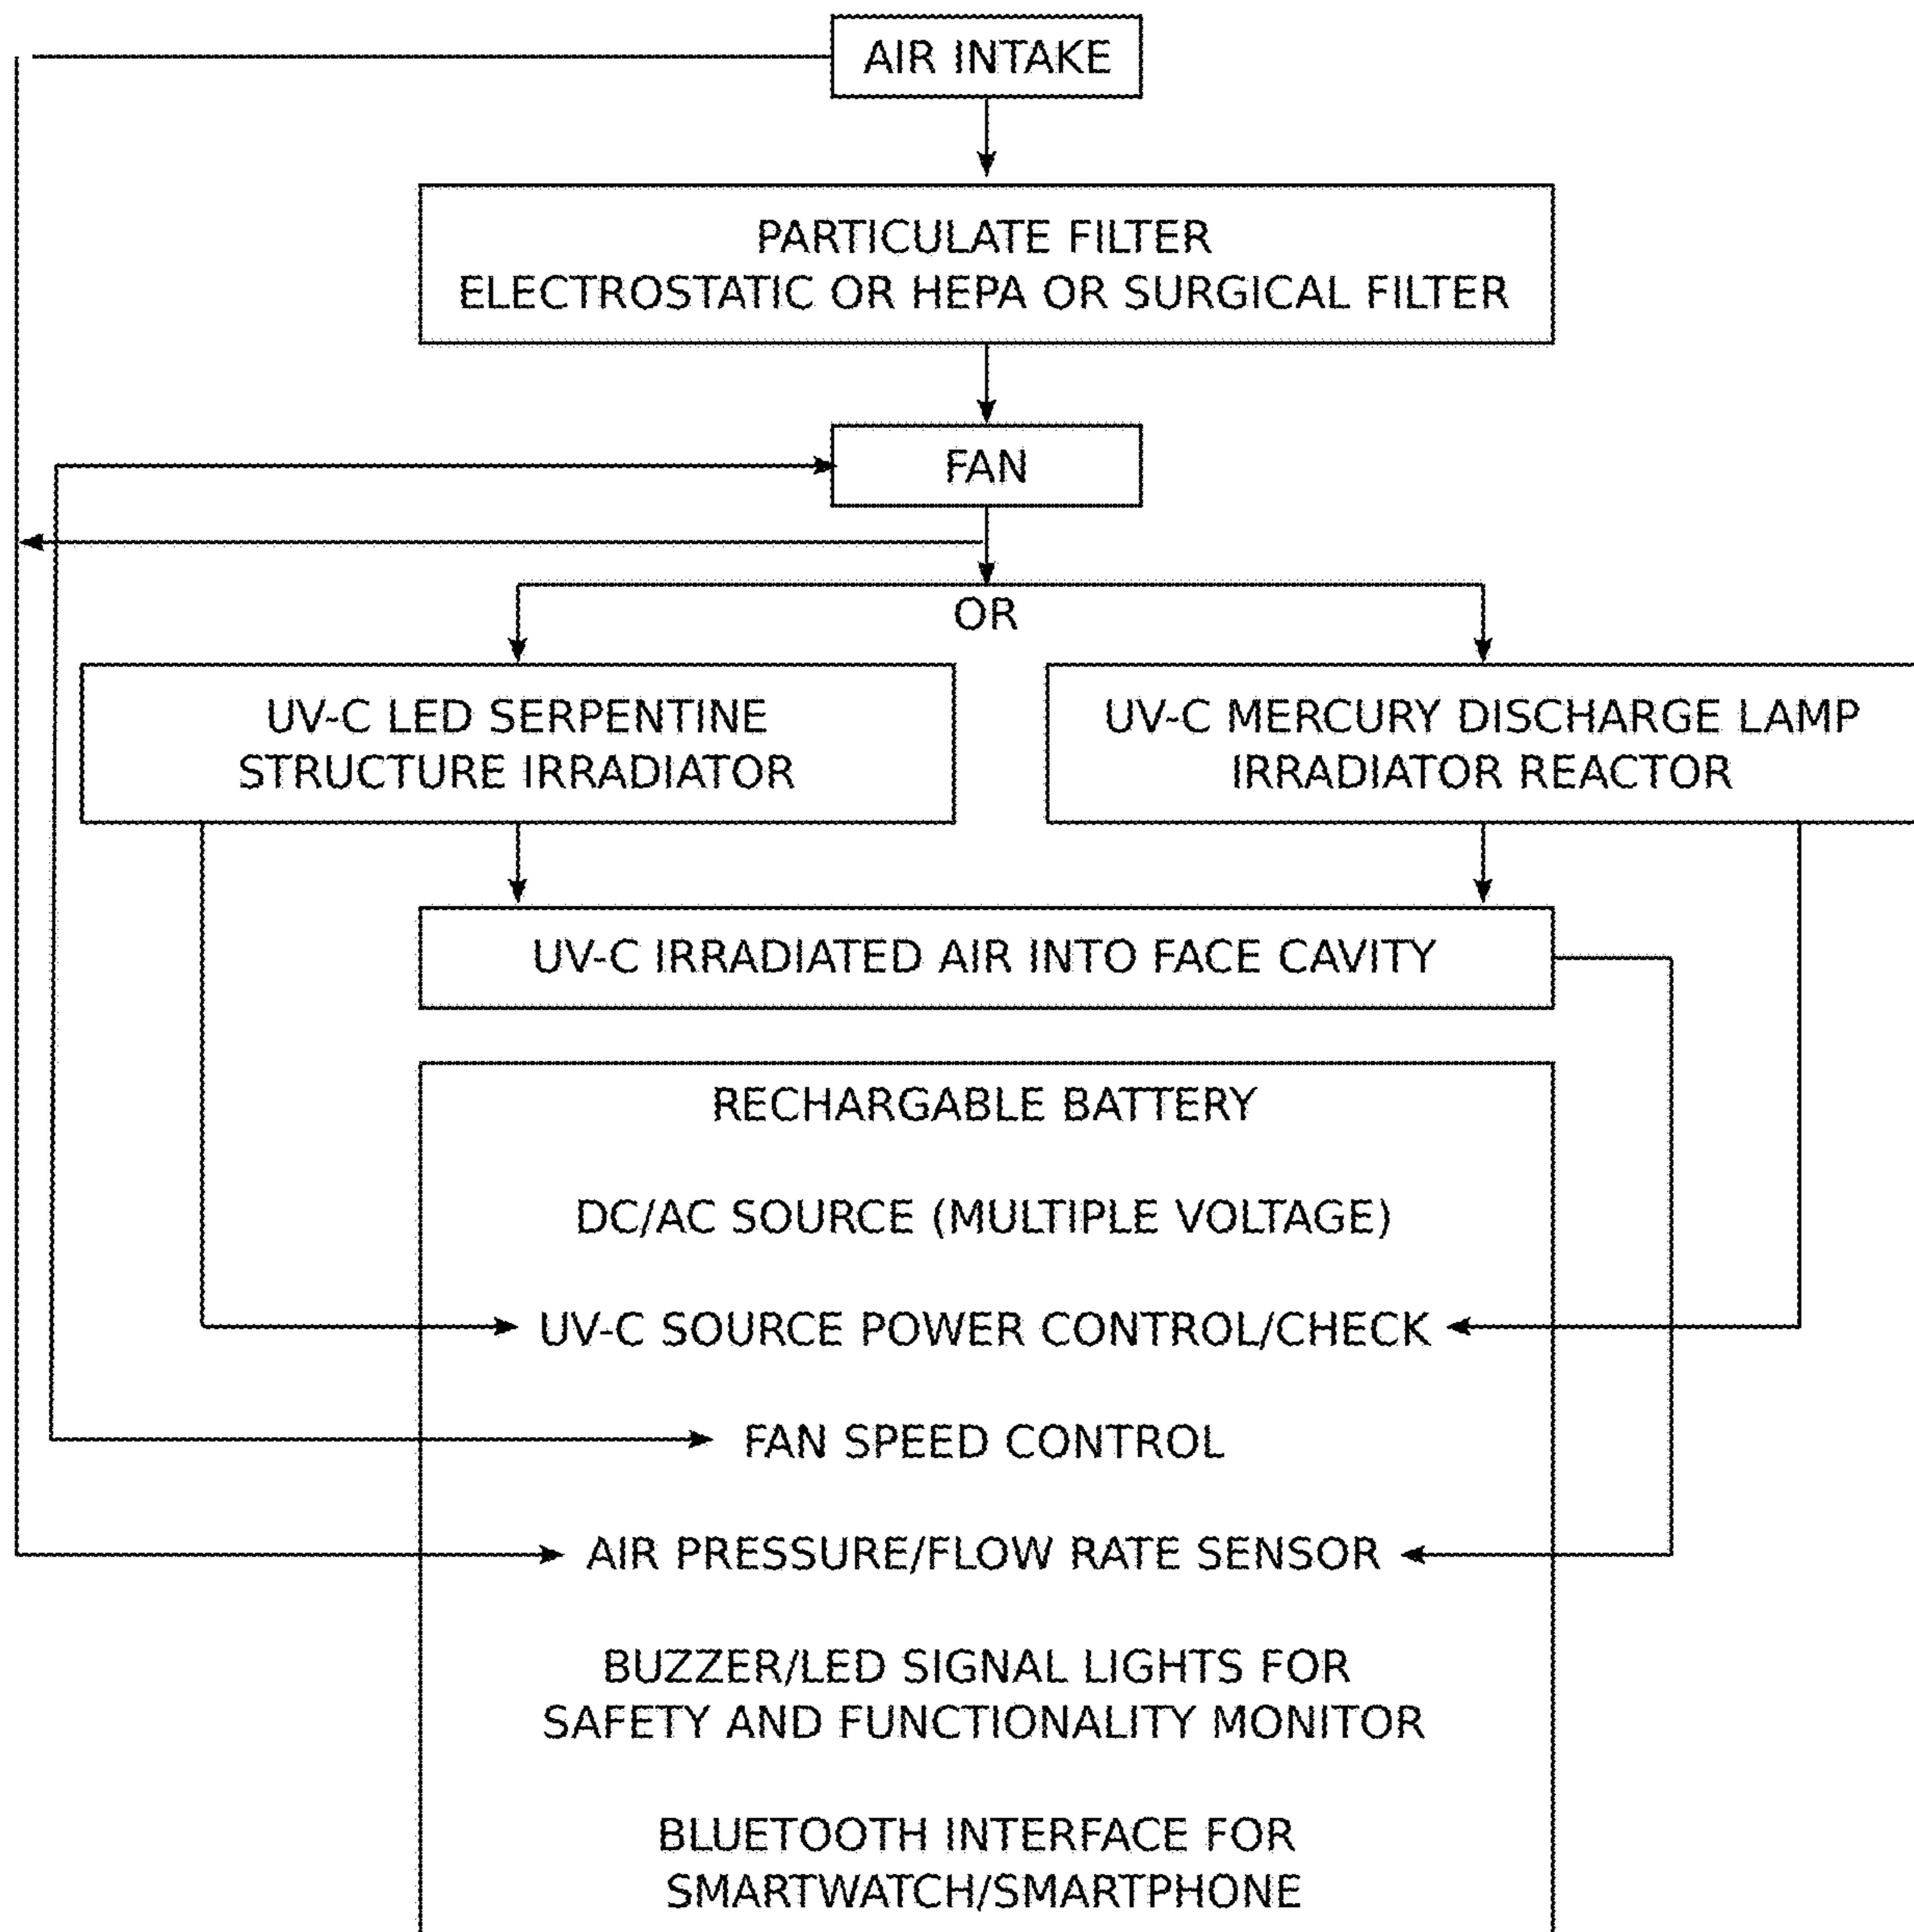 AIR INTAKE
PARTICULATE FILTER
ELECTROSTATIC OR HEPA OR SURGICAL FILTER
FAN
OR
UV-C LED SERPENTINE
STRUCTURE IRRADIATOR
UV-C MERCURY DISCHARGE LAMP
IRRADIATOR REACTOR
UV-C IRRADIATED AIR INTO FACE CAVITY
RECHARGABLE BATTERY
DC/AC SOURCE (MULTIPLE VOLTAGE)
UV-C SOURCE POWER CONTROL/CHECK
FAN SPEED CONTROL
AIR PRESSURE/FLOW RATE SENSOR
BUZZER/LED SIGNAL LIGHTS FOR
SAFETY AND FUNCTIONALITY MONITOR
BLUETOOTH INTERFACE FOR
SMARTWATCH/SMARTPHONE